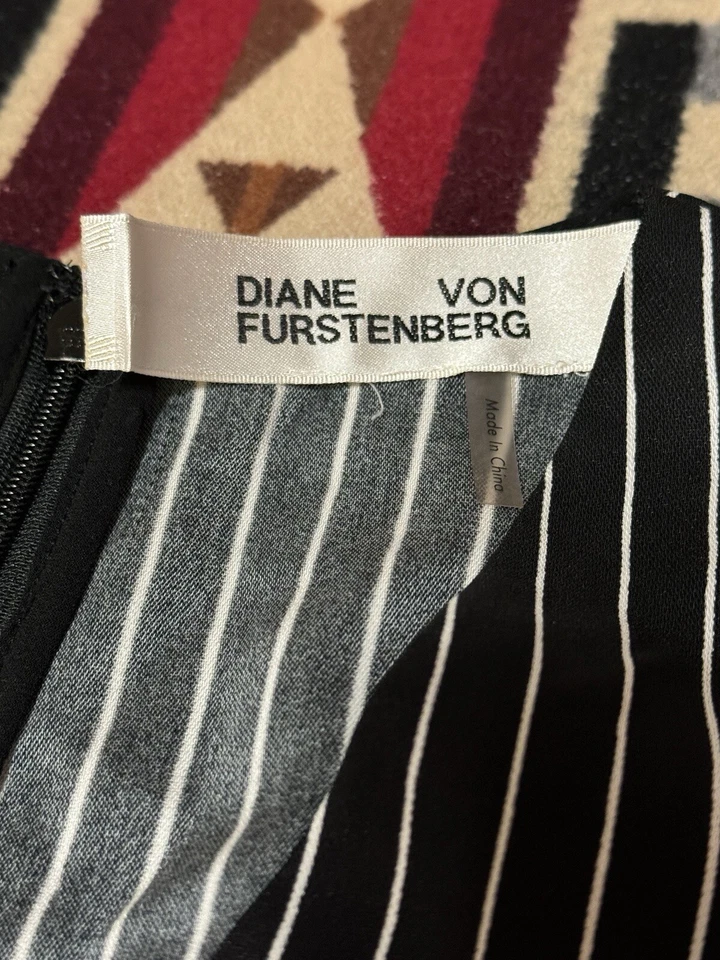 DIANE VON
FURSTENBERG
Made In China